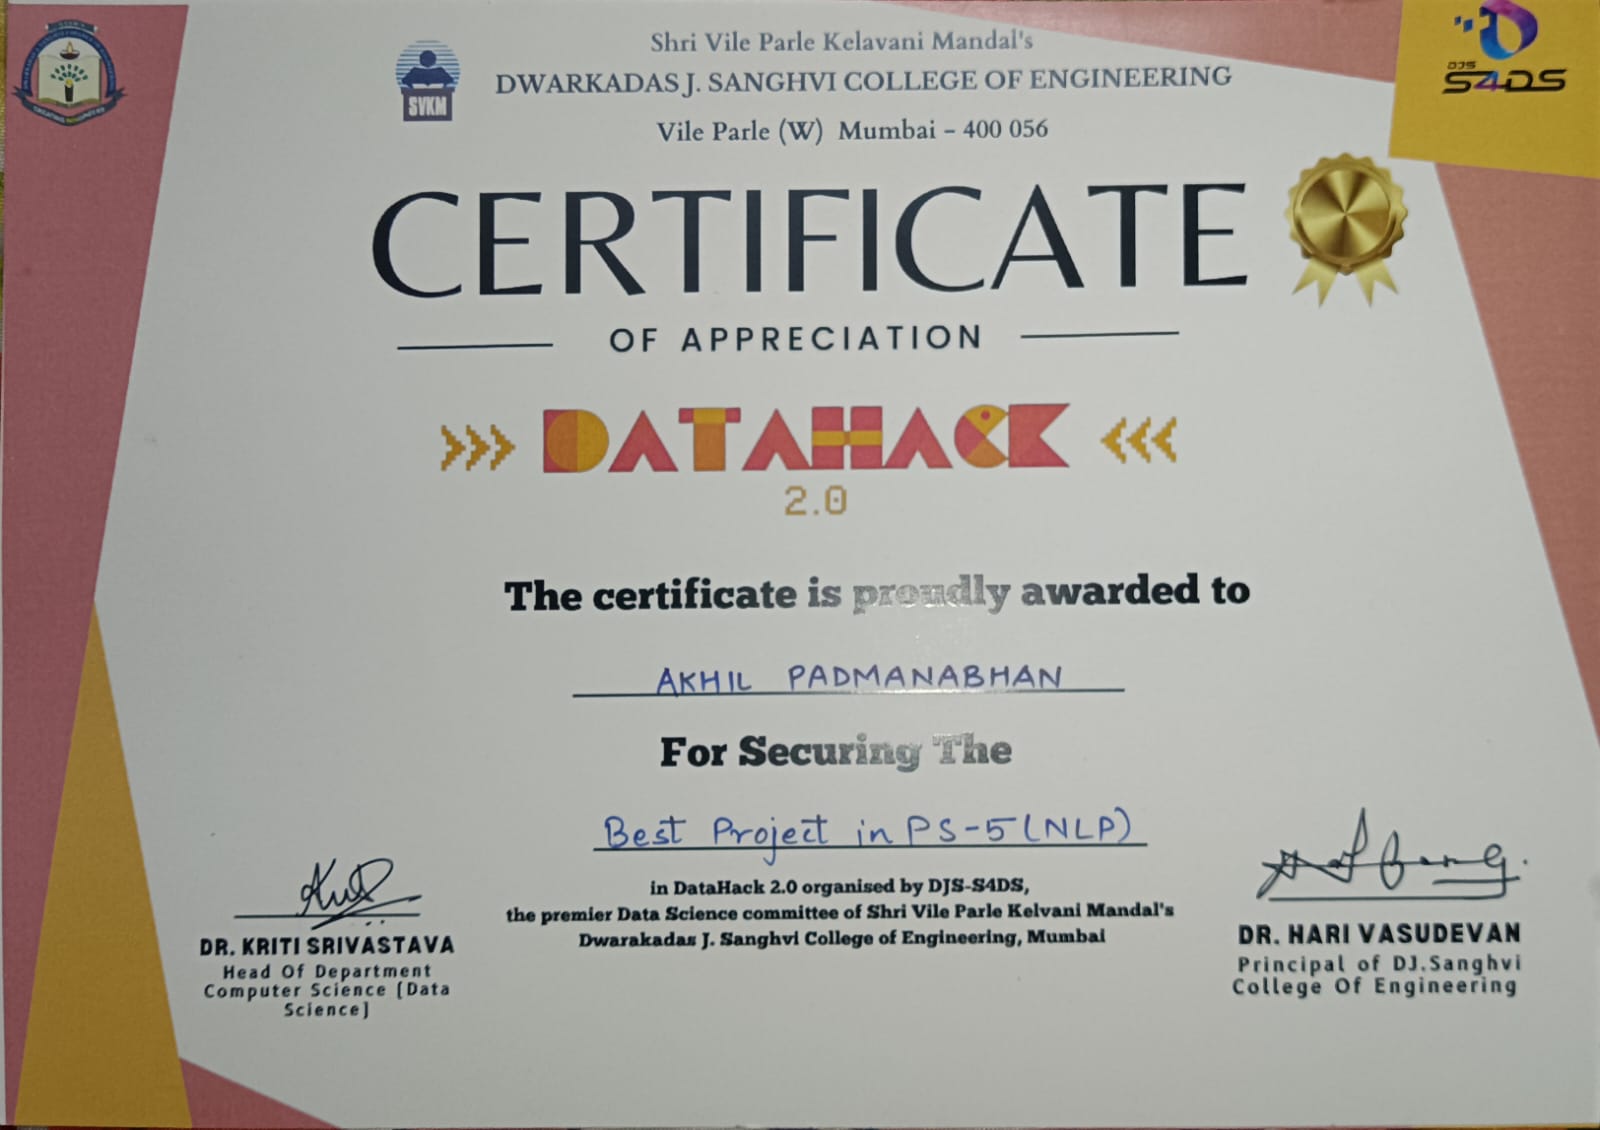 Shri Vile Parle Kelavani Mandal's
DWARKADAS J. SANGHVI COLLEGE OF ENGINEERING
Vile Parle (W) Mumbai – 400 056
SVKM
DJS
S4DS
CERTIFICATE
OF APPRECIATION
DATAHACK
2.0
The certificate is proudly awarded to
AKHIL PADMANABHAN
For Securing The
Best Project in PS-5 (NLP)
in DataHack 2.0 organised by DJS-S4DS,
the premier Data Science committee of Shri Vile Parle Kelvani Mandal's
Dwarakadas J. Sanghvi College of Engineering, Mumbai
DR. KRITI SRIVASTAVA
Head Of Department
Computer Science [Data
Science]
DR. HARI VASUDEVAN
Principal of DJ.Sanghvi
College Of Engineering